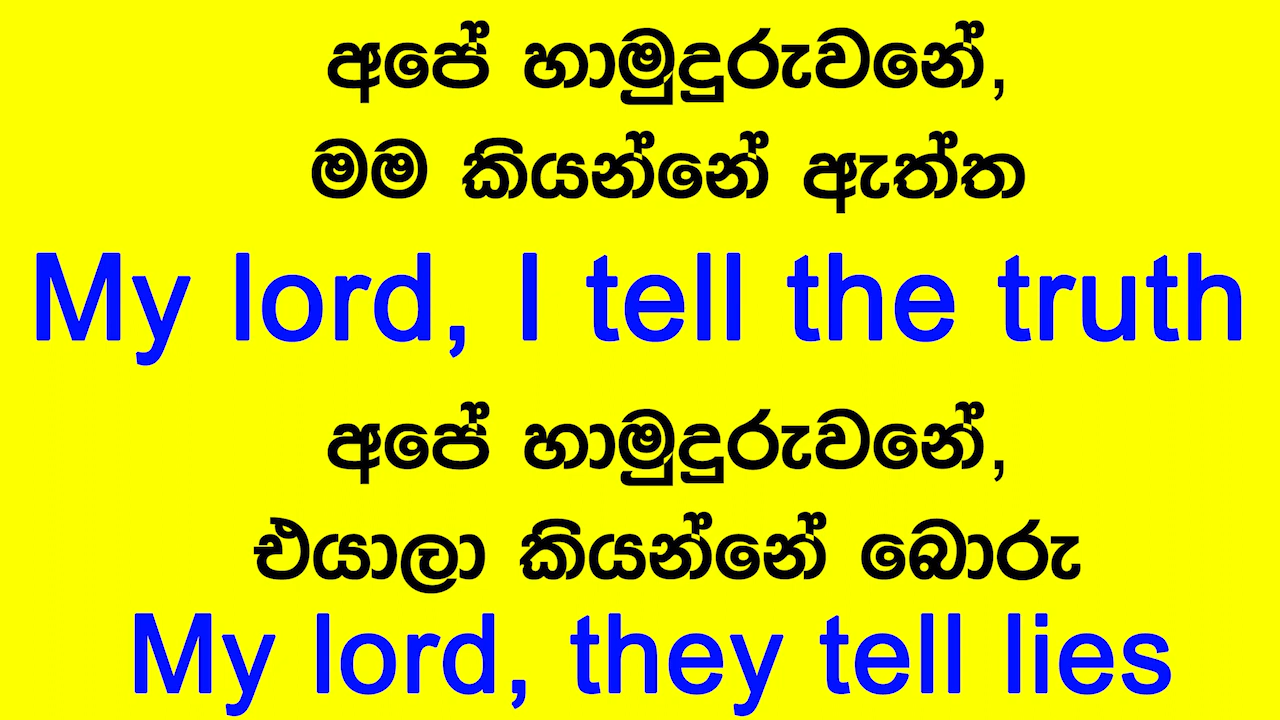 අපේ හාමුදුරුවනේ,
මම කියන්නේ ඇත්ත
My lord, I tell the truth
අපේ හාමුදුරුවනේ,
එයාලා කියන්නේ බොරු
My lord, they tell lies